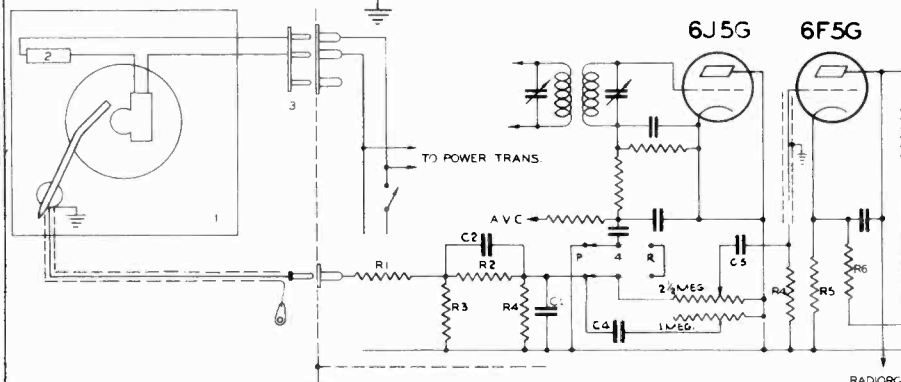 6J5G 6F5G
2
3
TO POWER TRANS.
1
AVC
C2
P 4 R
C5
R1 R2
2½ MEG.
R3 R4 C4 1 MEG. R4 R5 R6